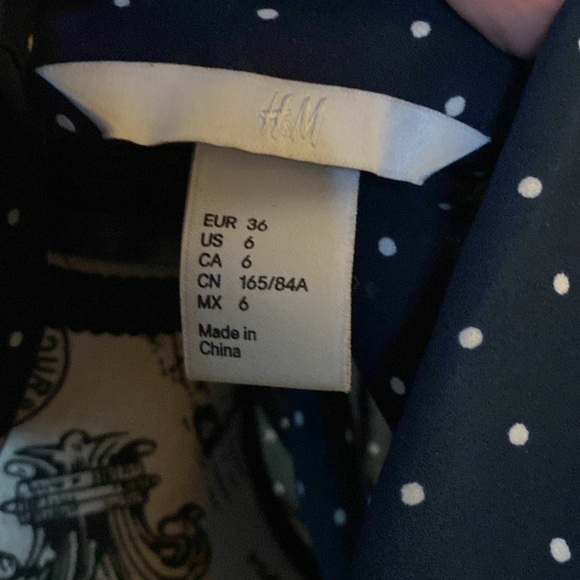 H&M
EUR 36
US 6
CA 6
CN 165/84A
MX 6
Made in
China